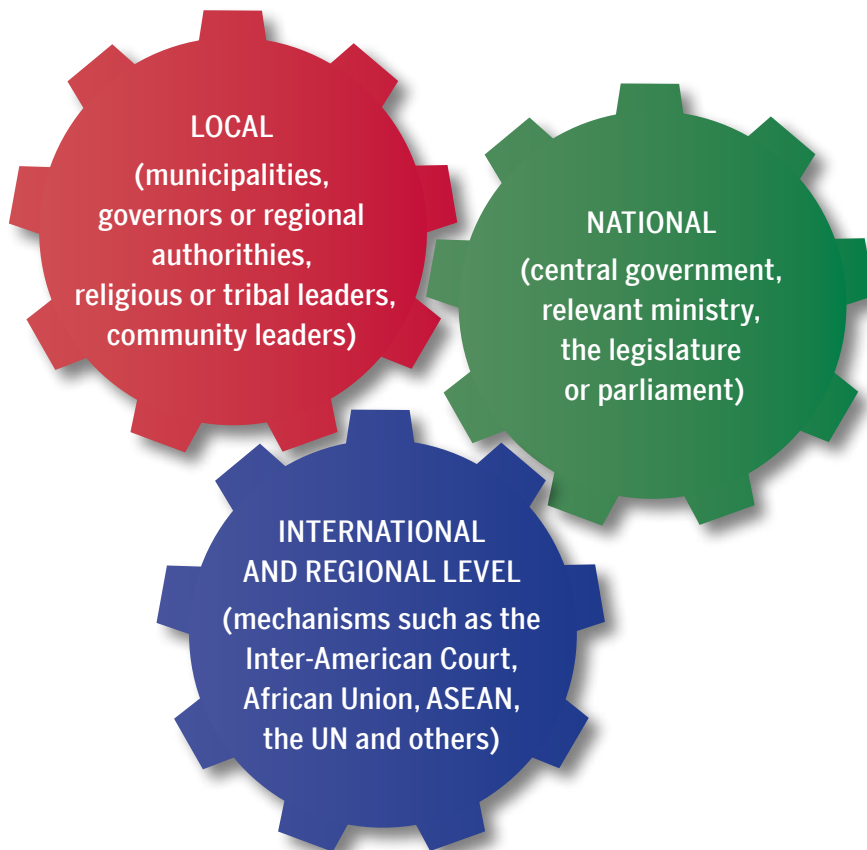 LOCAL
(municipalities,
governors or regional
authorithies,
religious or tribal leaders,
community leaders)
NATIONAL
(central government,
relevant ministry,
the legislature
or parliament)
INTERNATIONAL
AND REGIONAL LEVEL
(mechanisms such as the
Inter-American Court,
African Union, ASEAN,
the UN and others)